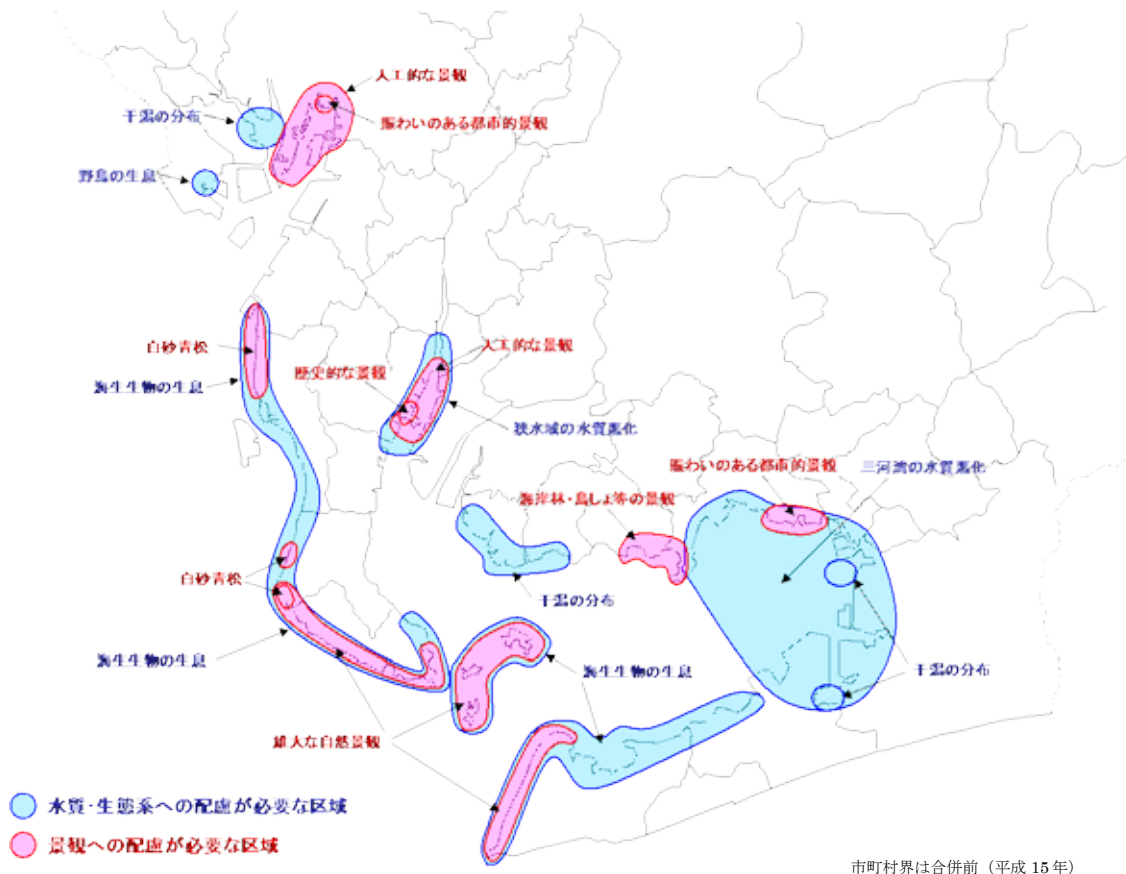 人工的な景観
賑わいのある都市的景観
干潟の分布
野鳥の生息
白砂青松
海生生物の生息
人工的な景観
歴史的な景観
狭水域の水質悪化
賑わいのある都市的景観
三河湾の水質悪化
海岸林・島しょ等の景観
白砂青松
干潟の分布
海生生物の生息
海生生物の生息
干潟の分布
雄大な自然景観
水質・生態系への配慮が必要な区域
景観への配慮が必要な区域
市町村界は合併前（平成 15 年）